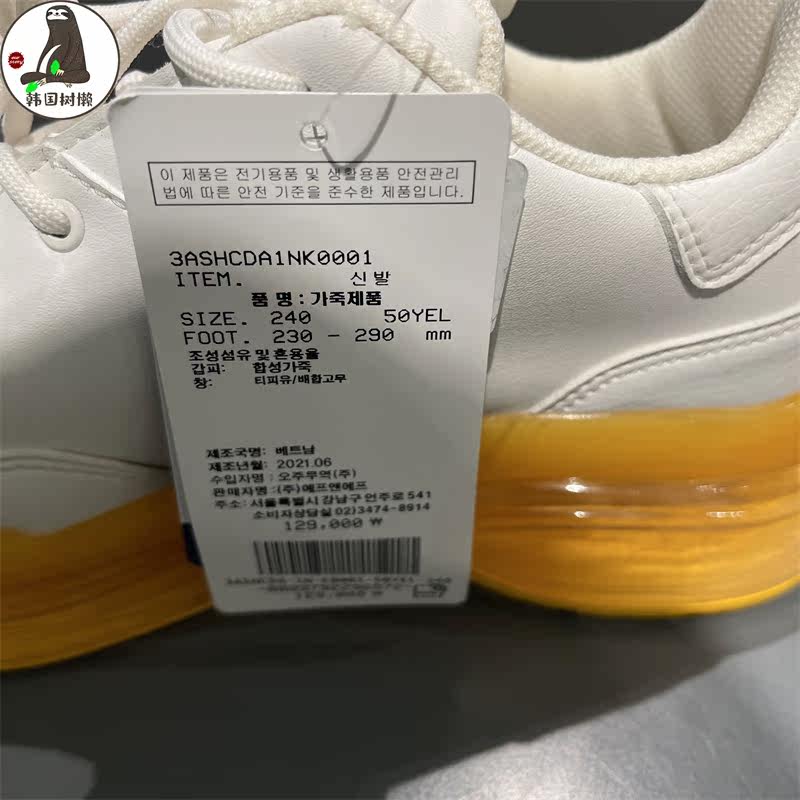 韩国树懒
이 제품은 전기용품 및 생활용품 안전관리
법에 따른 안전 기준을 준수한 제품입니다.
3ASHCDA1NK0001
ITEM. 신발
품 명 : 가죽제품
SIZE. 240 50YEL
FOOT. 230 - 290 mm
조성섬유 및 혼용율
갑피: 합성가죽
창: 티피유/배합고무
제조국명: 베트남
제조년월: 2021.06
수입자명 : 오주무역(주)
판매자명 :(주)에프앤에프
주소: 서울특별시 강남구 언주로 541
소비자상담실 02)3474-8914
129,000 ₩
129,000 ₩